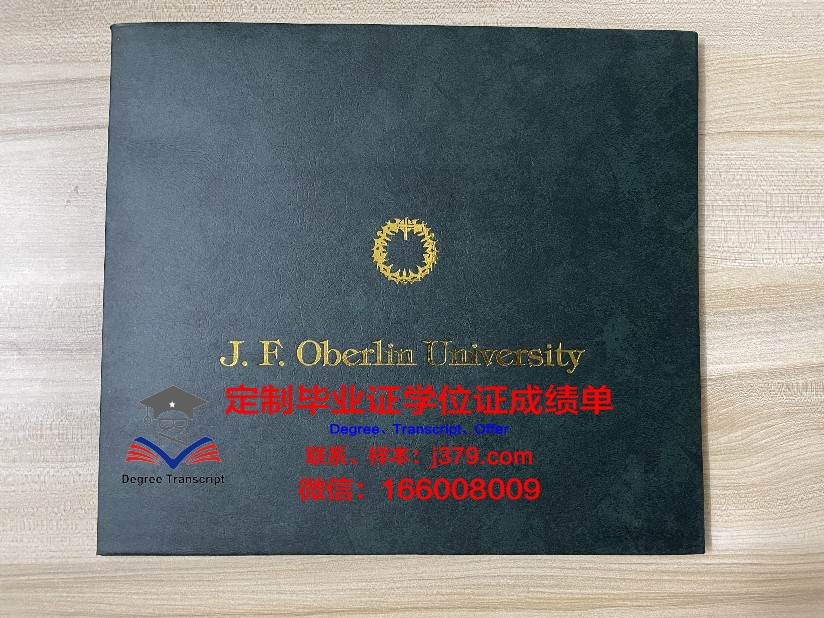 J. F. Oberlin University
定制毕业证学位证成绩单
Degree、Transcript、Offer
联系、样本：j379.com
微信：166008009
Degree Transcript